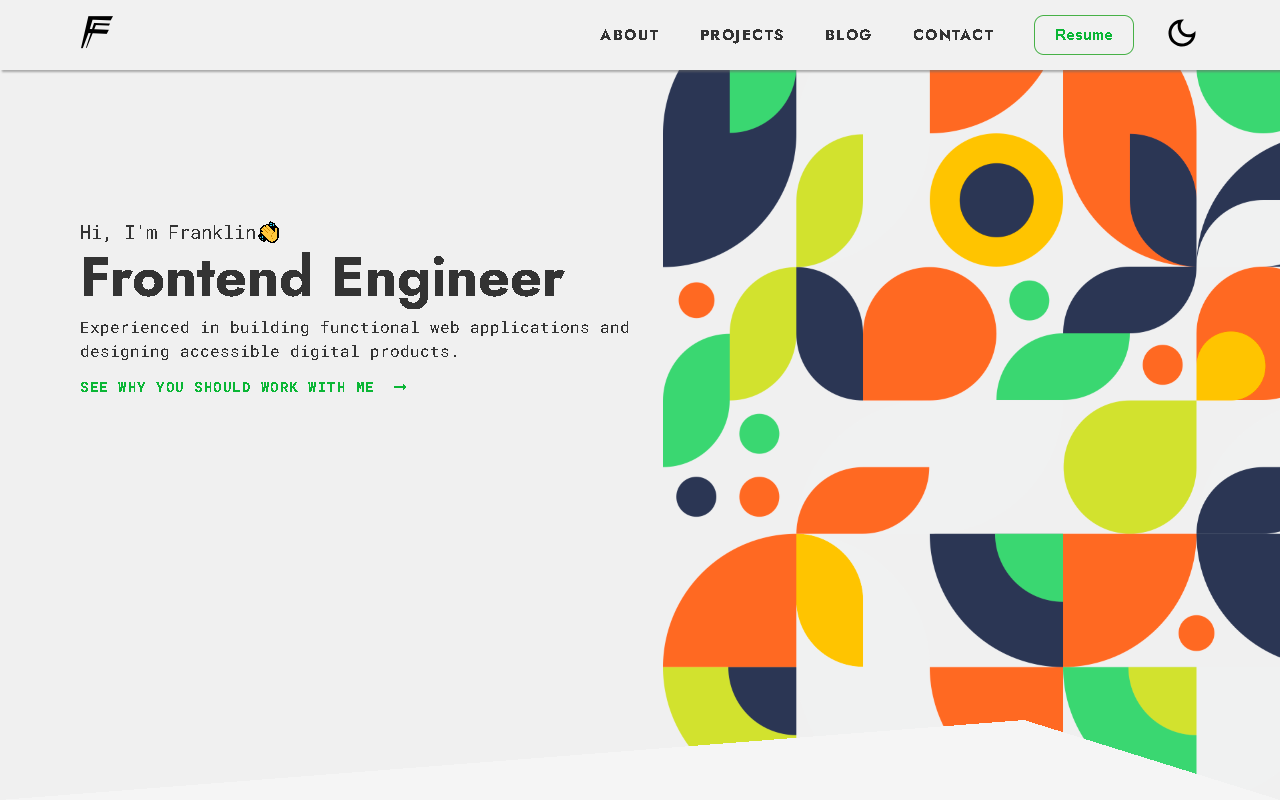 F
ABOUT
PROJECTS
BLOG
CONTACT
Resume
Hi, I'm Franklin👏
Frontend Engineer
Experienced in building functional web applications and
designing accessible digital products.
SEE WHY YOU SHOULD WORK WITH ME →